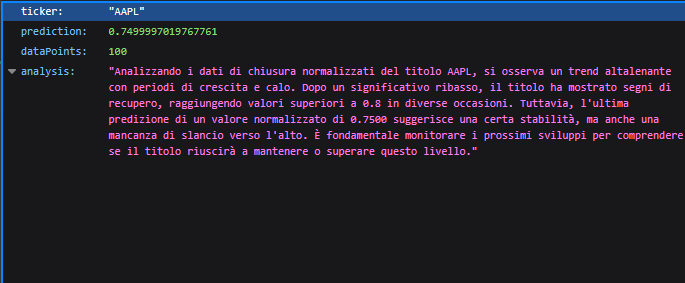 ticker: "AAPL"
prediction: 0.7499997019767761
dataPoints: 100
analysis: "Analizzando i dati di chiusura normalizzati del titolo AAPL, si osserva un trend altalenante
con periodi di crescita e calo. Dopo un significativo ribasso, il titolo ha mostrato segni di
recupero, raggiungendo valori superiori a 0.8 in diverse occasioni. Tuttavia, l'ultima
predizione di un valore normalizzato di 0.7500 suggerisce una certa stabilità, ma anche una
mancanza di slancio verso l'alto. È fondamentale monitorare i prossimi sviluppi per comprendere
se il titolo riuscirà a mantenere o superare questo livello."